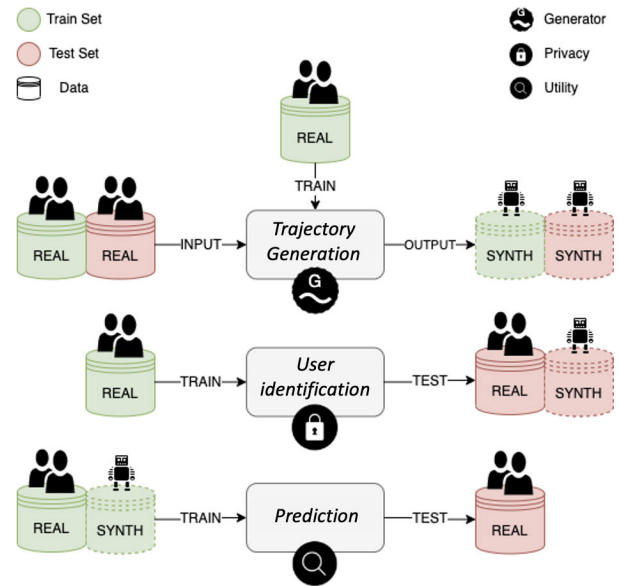 Train Set
Test Set
Data
G Generator
Privacy
Utility
REAL
TRAIN
REAL REAL INPUT Trajectory Generation OUTPUT SYNTH SYNTH
G
REAL TRAIN User identification TEST REAL SYNTH
REAL SYNTH TRAIN Prediction TEST REAL